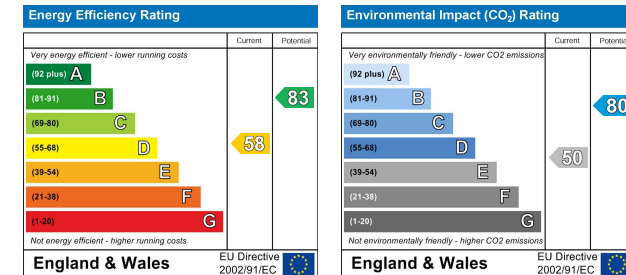 Energy Efficiency Rating
Current Potential
Very energy efficient - lower running costs
(92 plus) A
(81-91) B
(69-80) C
(55-68) D
(39-54) E
(21-38) F
(1-20) G
83
58
Not energy efficient - higher running costs
England & Wales
EU Directive
2002/91/EC
Environmental Impact (CO₂) Rating
Current Potential
Very environmentally friendly - lower CO2 emissions
(92 plus) A
(81-91) B
(69-80) C
(55-68) D
(39-54) E
(21-38) F
(1-20) G
80
50
Not environmentally friendly - higher CO2 emissions
England & Wales
EU Directive
2002/91/EC